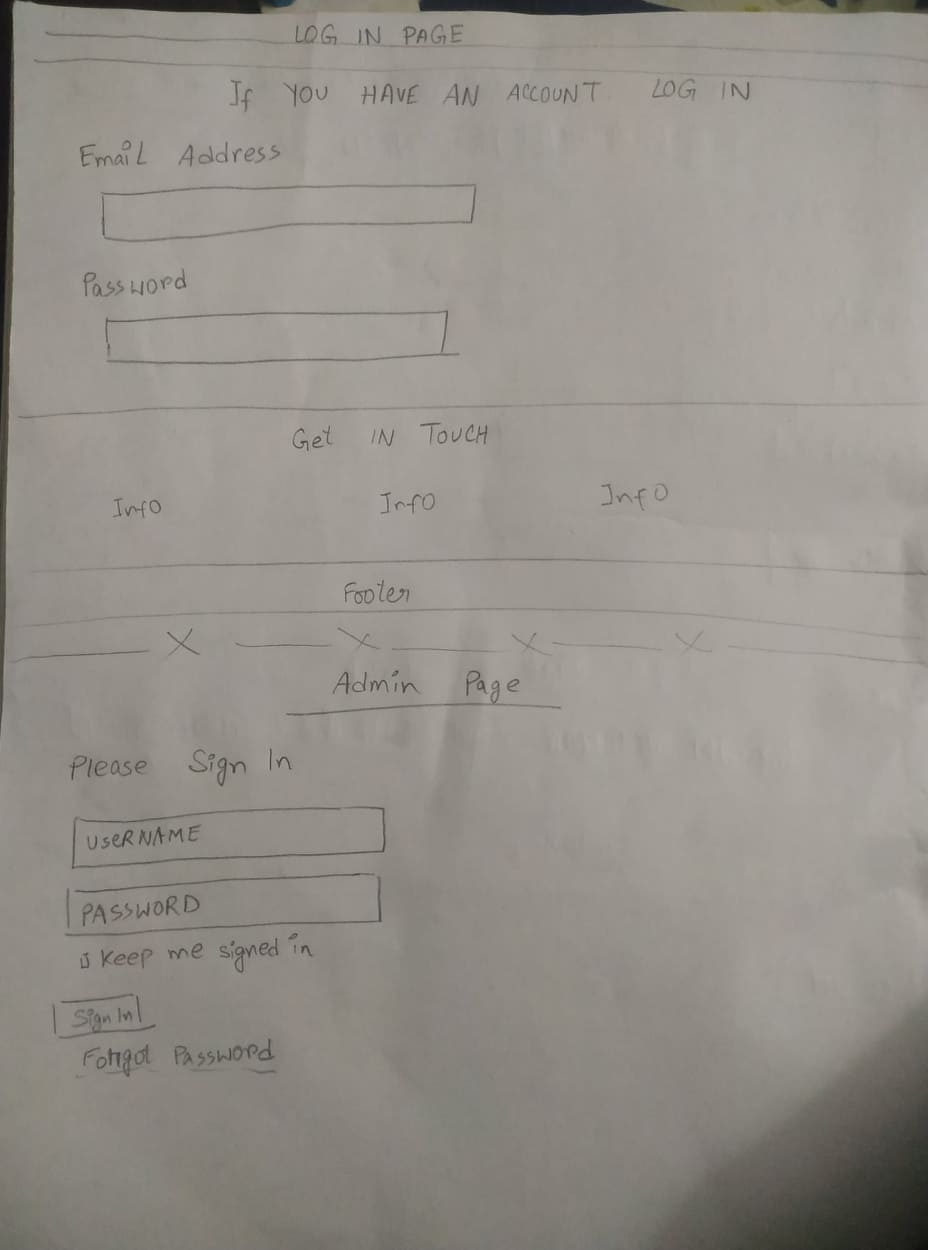 LOG IN PAGE
If YOU HAVE AN ACCOUNT LOG IN
Email Address
Password
Get IN TOUCH
Info Info Info
Footer
Admin Page
Please Sign In
UseRNAME
PASSWORD
Keep me signed in
Sign In
Forgot Password